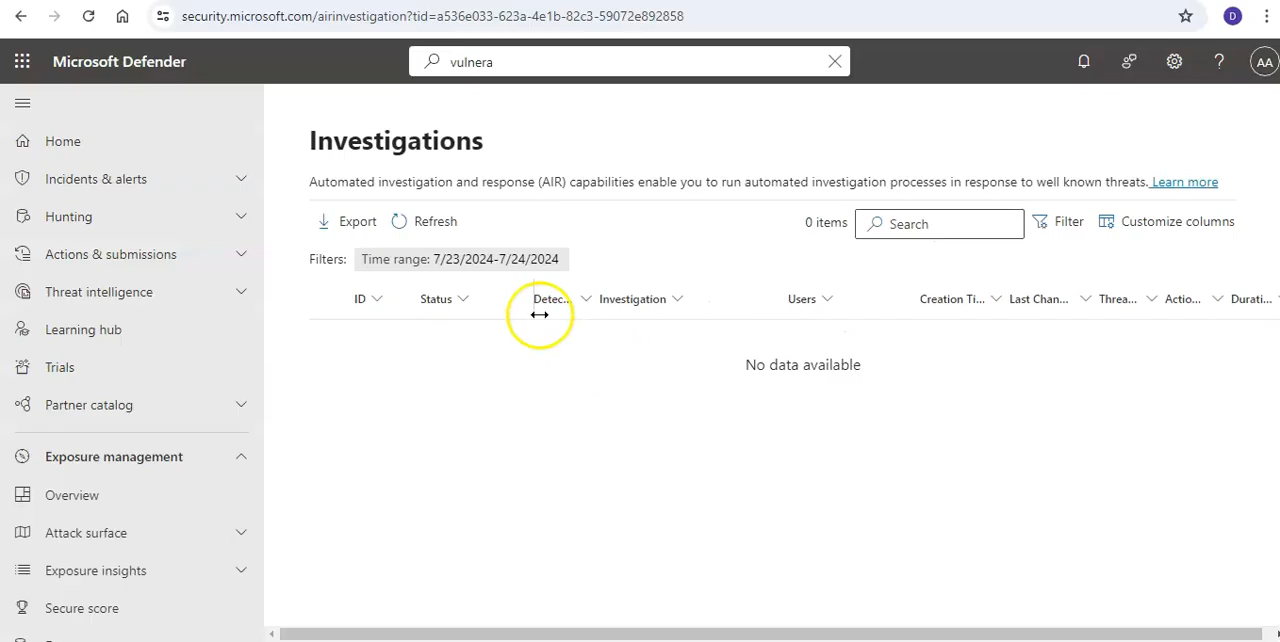 security.microsoft.com/airinvestigation?tid=a536e033-623a-4e1b-82c3-59072e892858
D
Microsoft Defender
vulnera
AA
Home
Incidents & alerts
Hunting
Actions & submissions
Threat intelligence
Learning hub
Trials
Partner catalog
Exposure management
Overview
Attack surface
Exposure insights
Secure score
Investigations
Automated investigation and response (AIR) capabilities enable you to run automated investigation processes in response to well known threats. Learn more
Export Refresh 0 items Search Filter Customize columns
Filters: Time range: 7/23/2024-7/24/2024
ID Status Detec... Investigation Users Creation Ti... Last Chan... Threa... Actio... Durati...
No data available